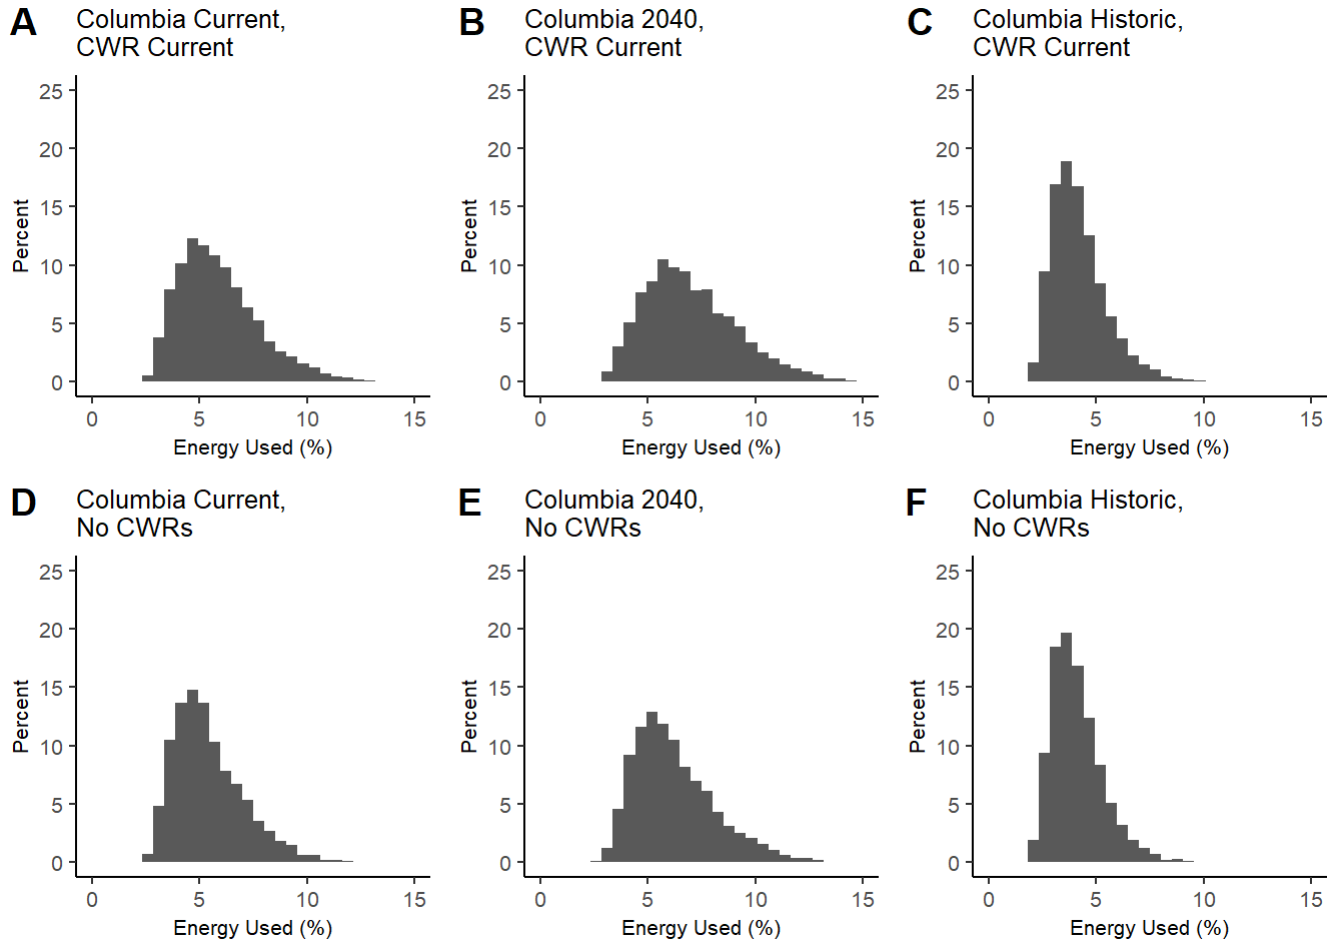 A Columbia Current,
CWR Current
25
20
15
10
5
0
Percent
0 5 10 15
Energy Used (%)
B Columbia 2040,
CWR Current
25
20
15
10
5
0
Percent
0 5 10 15
Energy Used (%)
C Columbia Historic,
CWR Current
25
20
15
10
5
0
Percent
0 5 10 15
Energy Used (%)
D Columbia Current,
No CWRs
25
20
15
10
5
0
Percent
0 5 10 15
Energy Used (%)
E Columbia 2040,
No CWRs
25
20
15
10
5
0
Percent
0 5 10 15
Energy Used (%)
F Columbia Historic,
No CWRs
25
20
15
10
5
0
Percent
0 5 10 15
Energy Used (%)